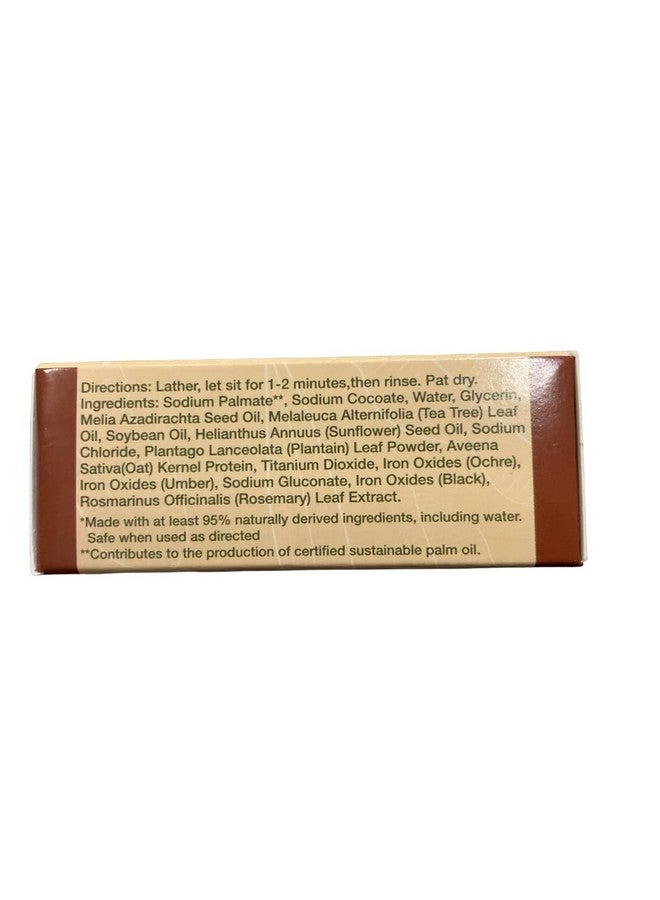 Directions: Lather, let sit for 1-2 minutes,then rinse. Pat dry.
Ingredients: Sodium Palmate**, Sodium Cocoate, Water, Glycerin,
Melia Azadirachta Seed Oil, Melaleuca Alternifolia (Tea Tree) Leaf
Oil, Soybean Oil, Helianthus Annuus (Sunflower) Seed Oil, Sodium
Chloride, Plantago Lanceolata (Plantain) Leaf Powder, Aveena
Sativa(Oat) Kernel Protein, Titanium Dioxide, Iron Oxides (Ochre),
Iron Oxides (Umber), Sodium Gluconate, Iron Oxides (Black),
Rosmarinus Officinalis (Rosemary) Leaf Extract.
*Made with at least 95% naturally derived ingredients, including water.
Safe when used as directed
**Contributes to the production of certified sustainable palm oil.